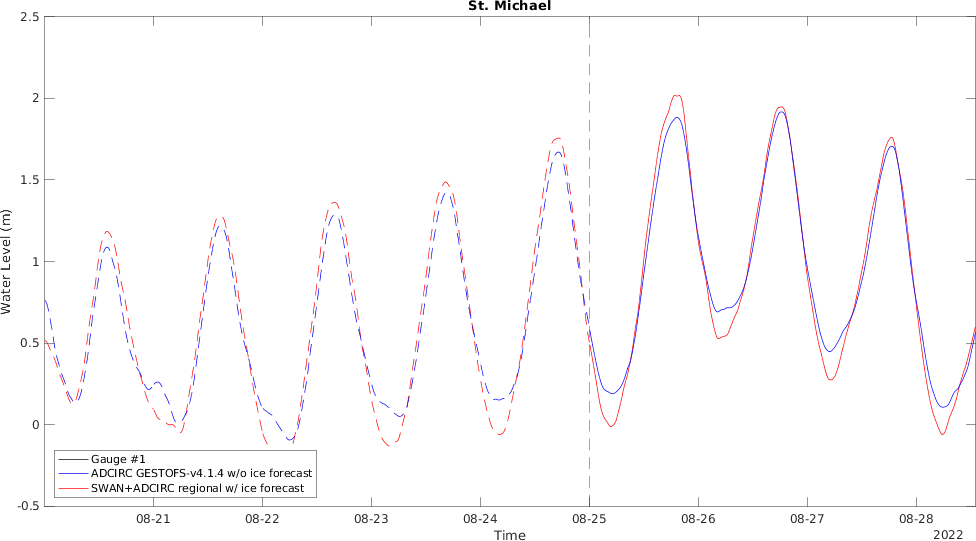 St. Michael
2.5
2
1.5
1
0.5
0
-0.5
Water Level (m)
Gauge #1
ADCIRC GESTOFS-v4.1.4 w/o ice forecast
SWAN+ADCIRC regional w/ ice forecast
08-21 08-22 08-23 08-24 08-25 08-26 08-27 08-28
Time
2022